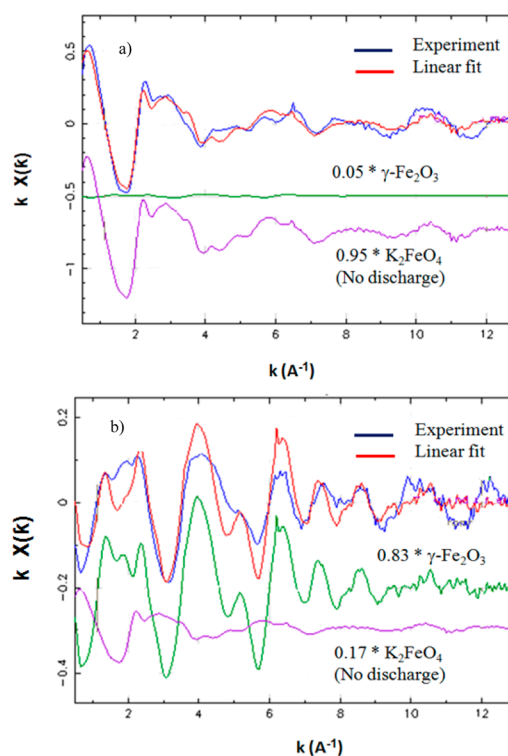 a)
Experiment
Linear fit
0.5
0
-0.5
-1
0.05 * γ-Fe₂O₃
0.95 * K₂FeO₄
(No discharge)
k X(k)
2 4 6 8 10 12
k (A⁻¹)
b)
Experiment
Linear fit
0.2
0
-0.2
-0.4
0.83 * γ-Fe₂O₃
0.17 * K₂FeO₄
(No discharge)
k X(k)
2 4 6 8 10 12
k (A⁻¹)